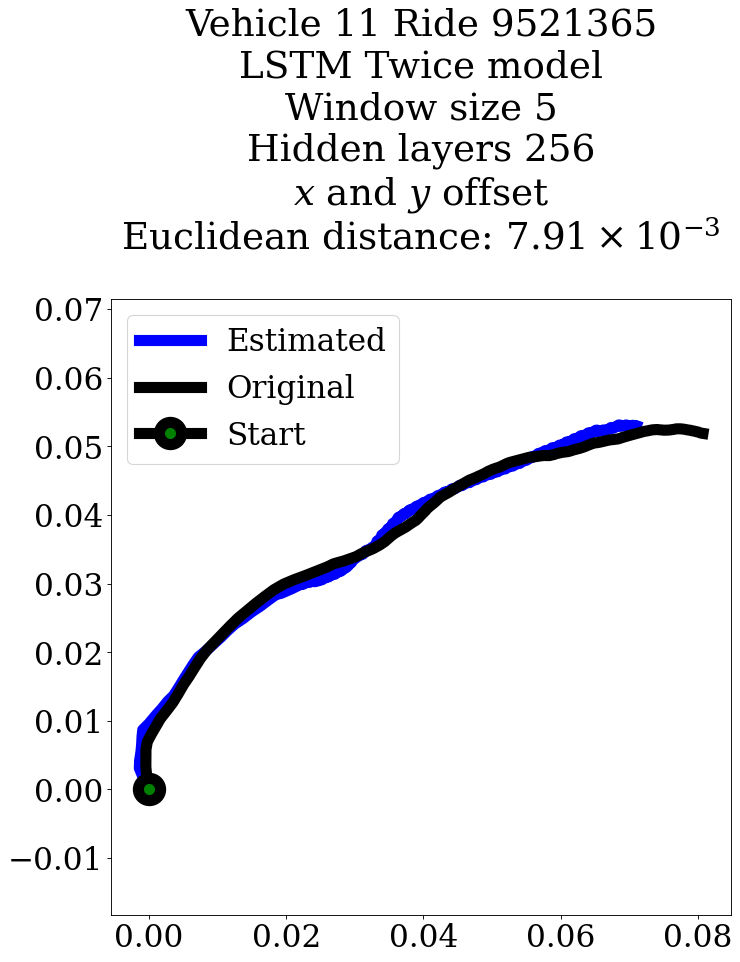 Vehicle 11 Ride 9521365
LSTM Twice model
Window size 5
Hidden layers 256
x and y offset
Euclidean distance: 7.91 × 10⁻³
0.07
0.06
0.05
0.04
0.03
0.02
0.01
0.00
−0.01
Estimated
Original
Start
0.00 0.02 0.04 0.06 0.08